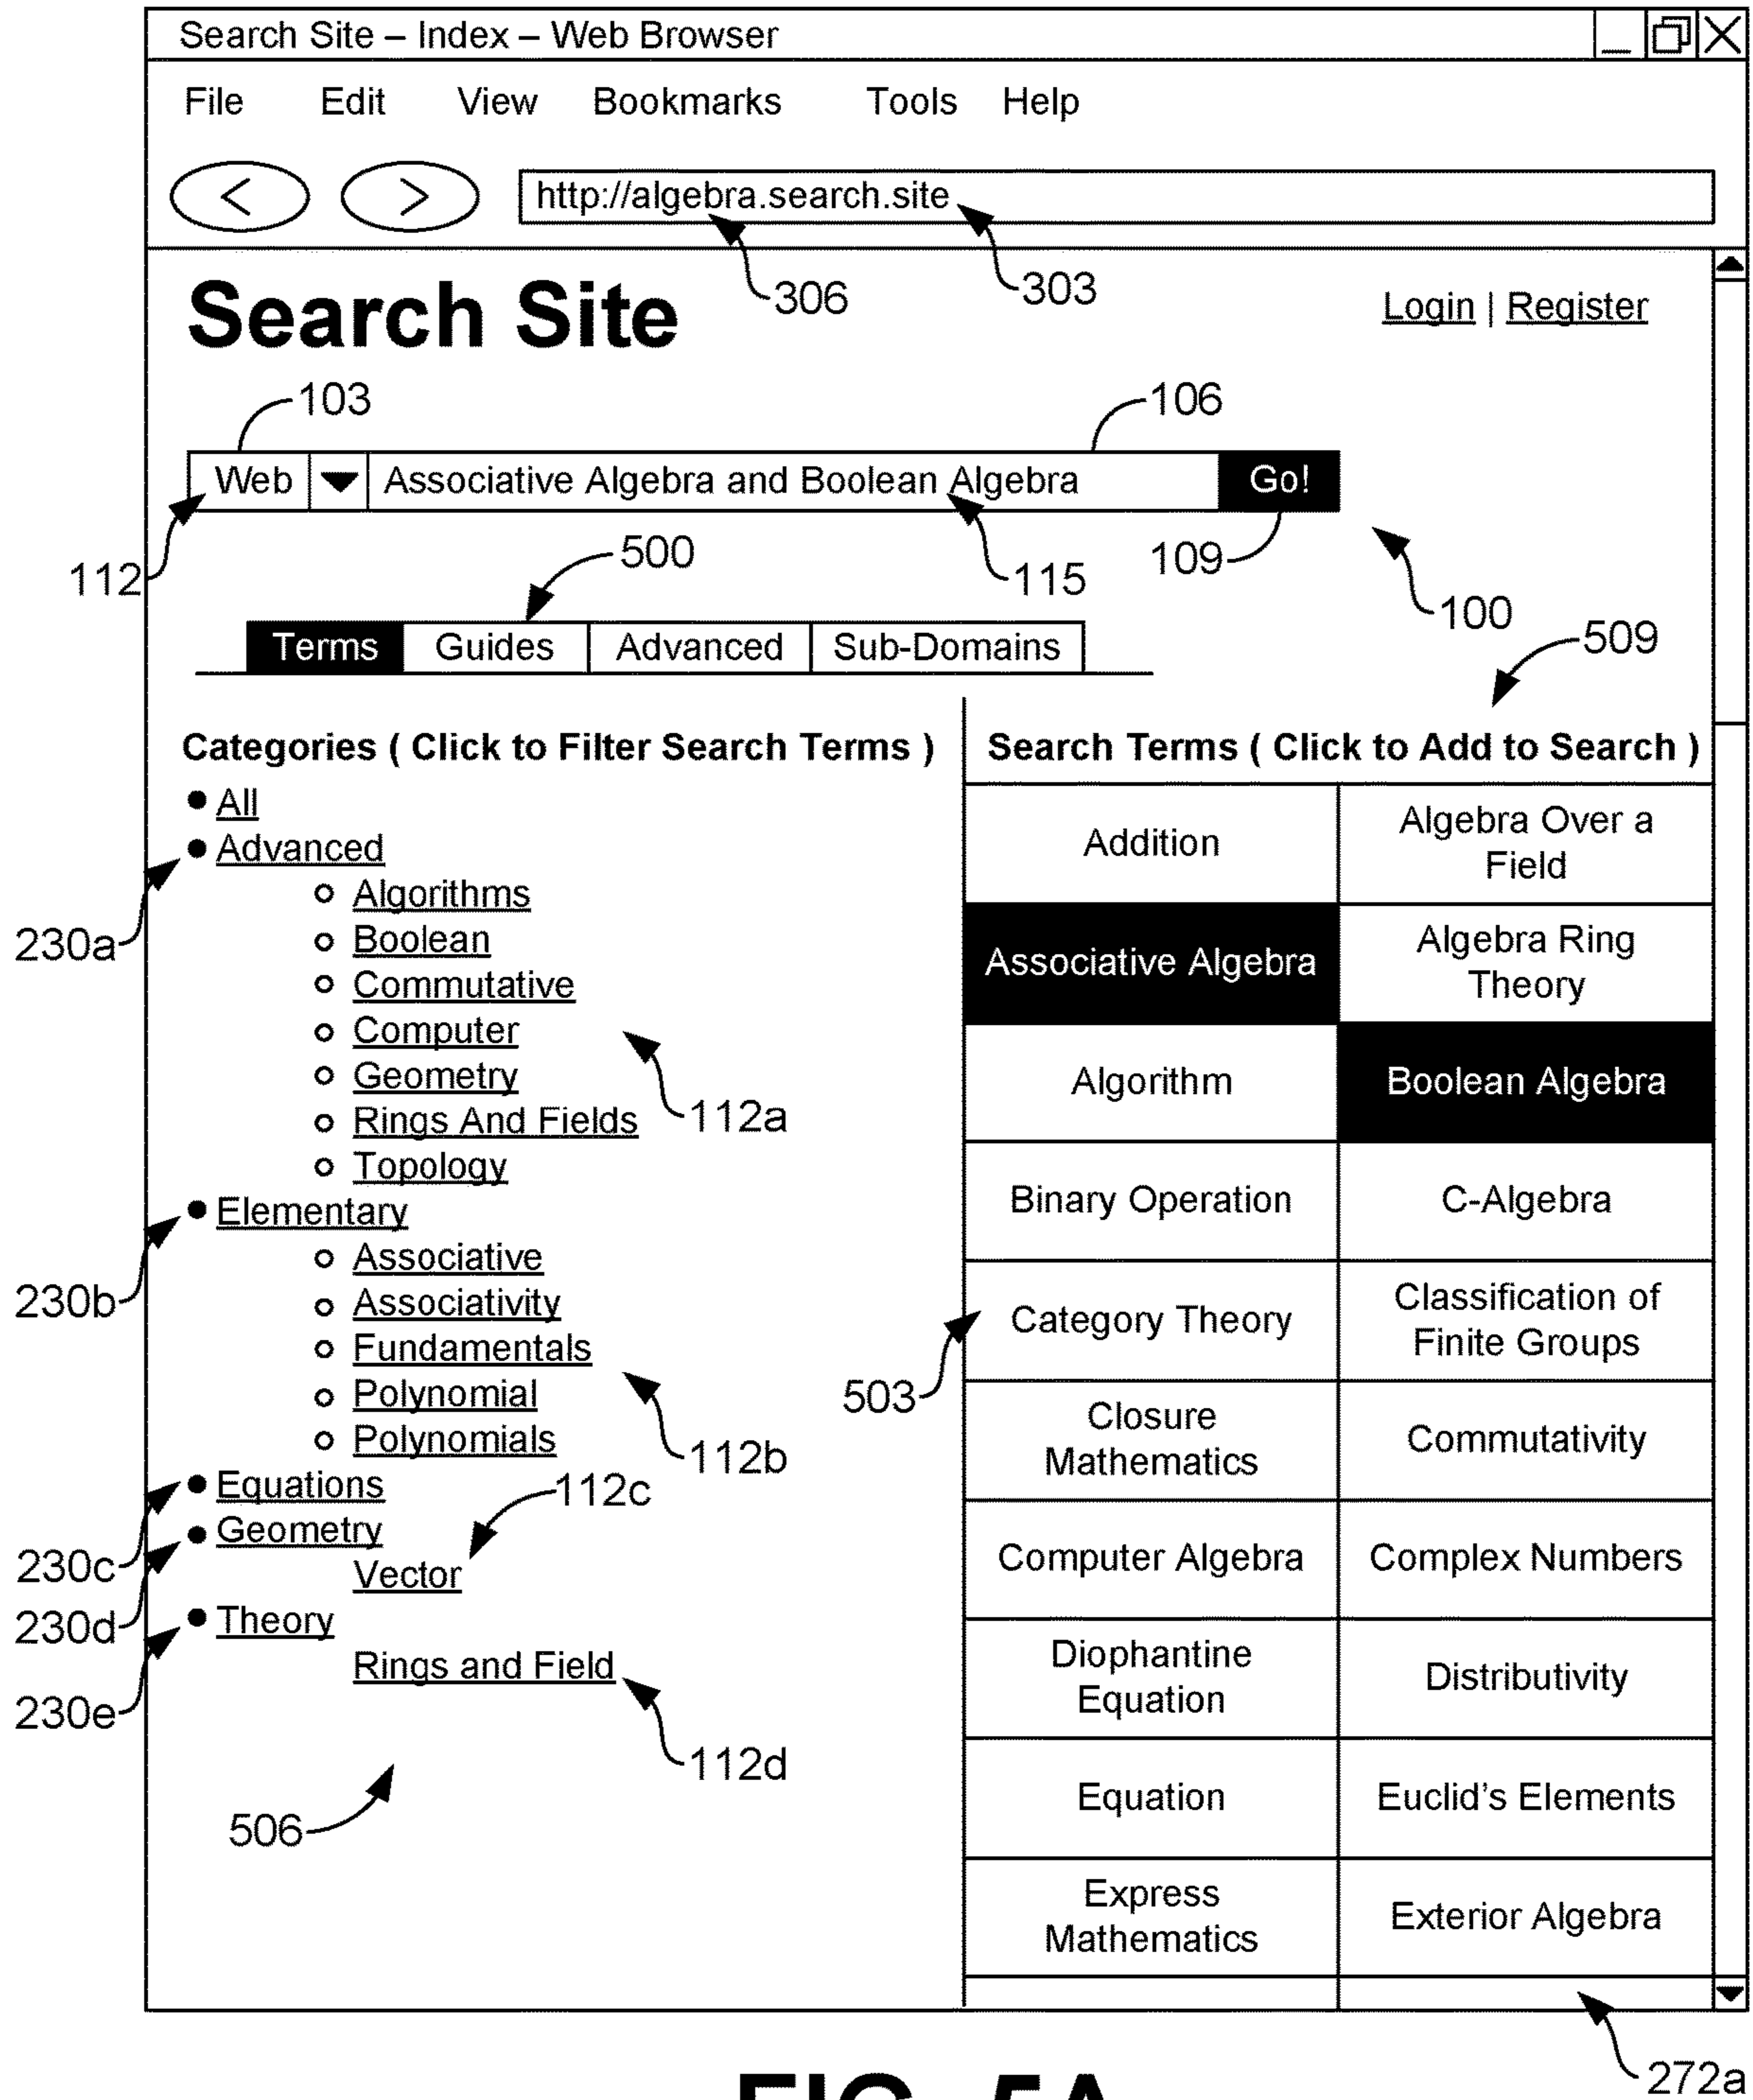 Search Site – Index – Web Browser
File Edit View Bookmarks Tools Help
< > http://algebra.search.site
306
303
Search Site
Login | Register
103
106
Web Associative Algebra and Boolean Algebra Go!
112
500
115
109
100
509
Terms Guides Advanced Sub-Domains
Categories ( Click to Filter Search Terms )
All
Advanced
230a
Algorithms
Boolean
Commutative
Computer
Geometry
112a
Rings And Fields
Topology
Elementary
230b
Associative
Associativity
Fundamentals
Polynomial
112b
Polynomials
Equations
112c
230c
Geometry
Vector
230d
Theory
Rings and Field
230e
112d
506
Search Terms ( Click to Add to Search )
Addition
Algebra Over a
Field
Associative Algebra
Algebra Ring
Theory
Algorithm
Boolean Algebra
Binary Operation
C-Algebra
503
Category Theory
Classification of
Finite Groups
Closure
Mathematics
Commutativity
Computer Algebra
Complex Numbers
Diophantine
Equation
Distributivity
Equation
Euclid's Elements
Express
Mathematics
Exterior Algebra
272a
FIG. 5A